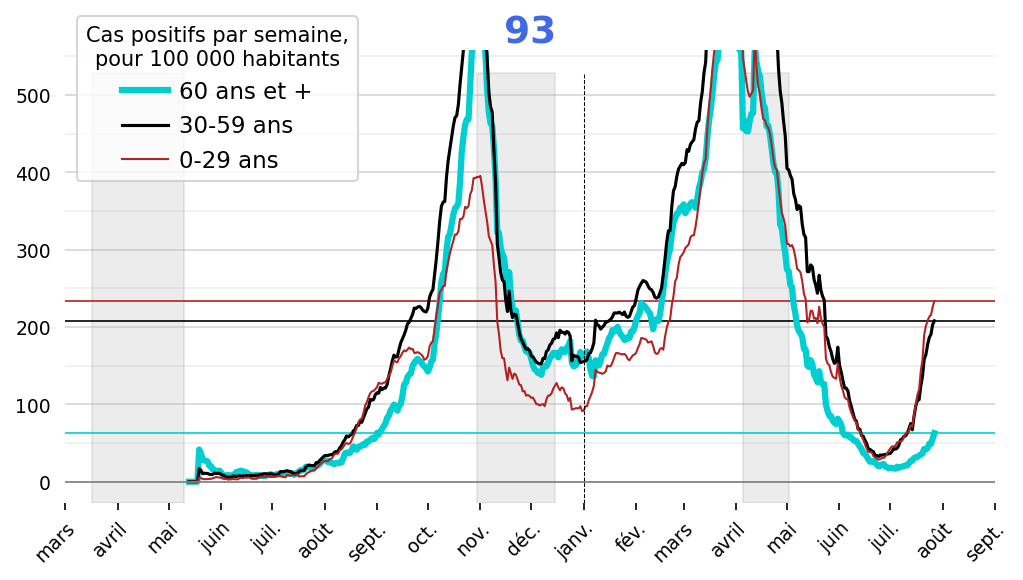 93
Cas positifs par semaine,
pour 100 000 habitants
60 ans et +
30-59 ans
0-29 ans
500
400
300
200
100
0
mars avril mai juin juil. août sept. oct. nov. déc. janv. fév. mars avril mai juin juil. août sept.